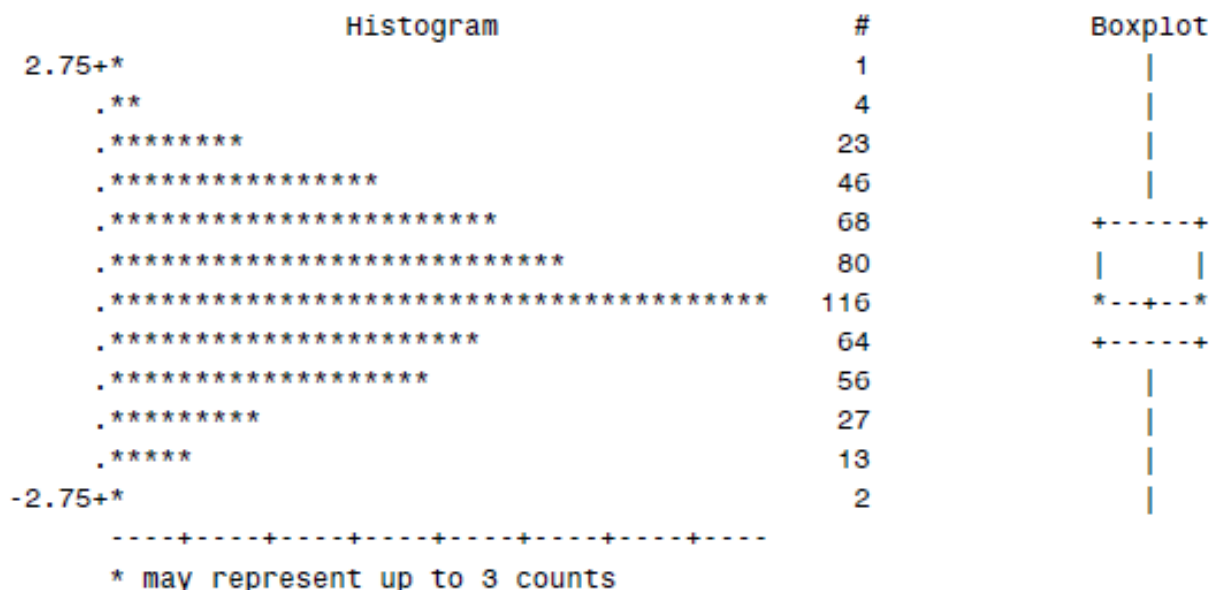 Histogram # Boxplot
2.75+* 1 |
.** 4 |
.******** 23 |
.**************** 46 |
.*********************** 68 +-----+
.*************************** 80 | |
.*************************************** 116 *--+--*
.********************** 64 +-----+
.******************* 56 |
.********* 27 |
.***** 13 |
-2.75+* 2 |
----+----+----+----+----+----+----+----
* may represent up to 3 counts